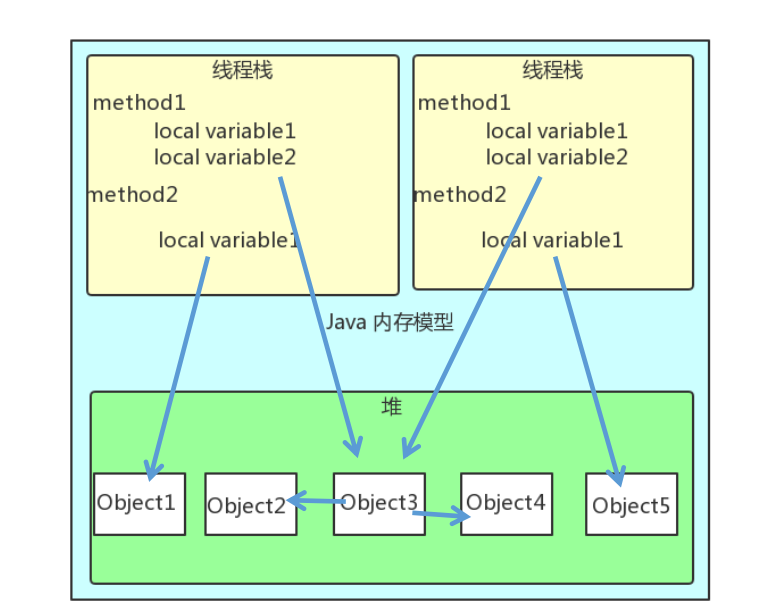 线程栈
method1
local variable1
local variable2
method2
local variable1
线程栈
method1
local variable1
local variable2
method2
local variable1
Java 内存模型
堆
Object1
Object2
Object3
Object4
Object5